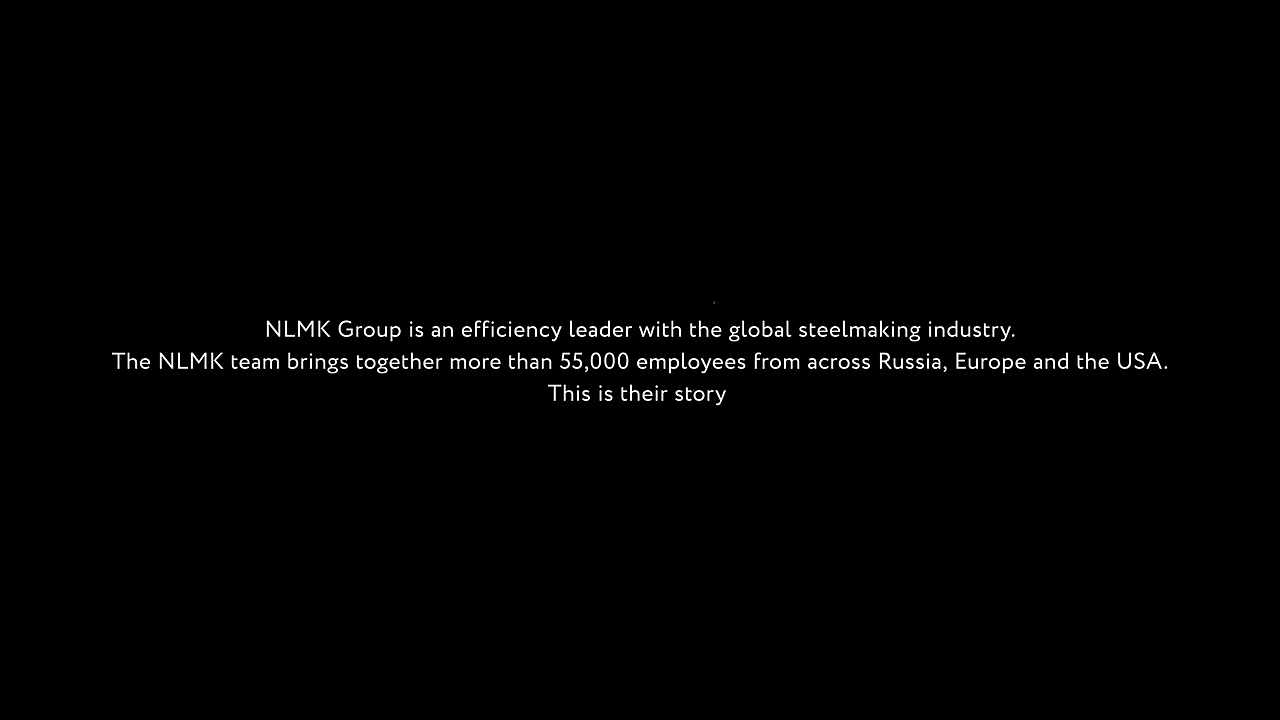 NLMK Group is an efficiency leader with the global steelmaking industry.
The NLMK team brings together more than 55,000 employees from across Russia, Europe and the USA.
This is their story